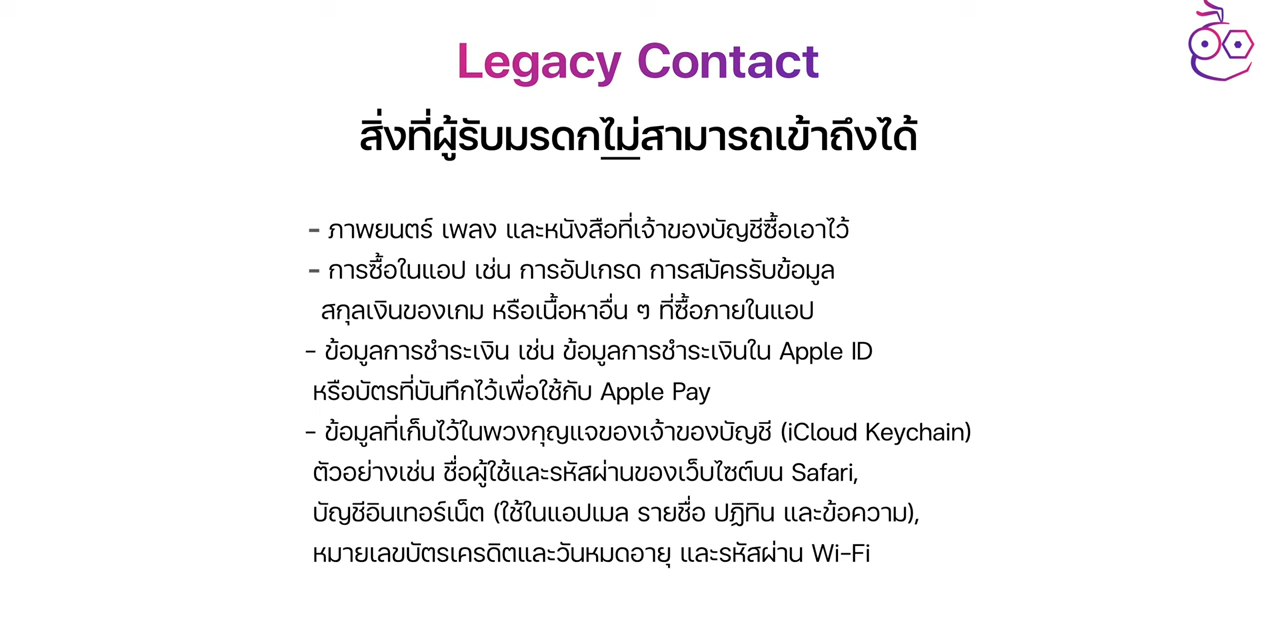 Legacy Contact
สิ่งที่ผู้รับมรดกไม่สามารถเข้าถึงได้
- ภาพยนตร์ เพลง และหนังสือที่เจ้าของบัญชีซื้อเอาไว้
- การซื้อในแอป เช่น การอัปเกรด การสมัครรับข้อมูล
สกุลเงินของเกม หรือเนื้อหาอื่น ๆ ที่ซื้อภายในแอป
- ข้อมูลการชำระเงิน เช่น ข้อมูลการชำระเงินใน Apple ID
หรือบัตรที่บันทึกไว้เพื่อใช้กับ Apple Pay
- ข้อมูลที่เก็บไว้ในพวงกุญแจของเจ้าของบัญชี (iCloud Keychain)
ตัวอย่างเช่น ชื่อผู้ใช้และรหัสผ่านของเว็บไซต์บน Safari,
บัญชีอินเทอร์เน็ต (ใช้ในแอปเมล รายชื่อ ปฏิทิน และข้อความ),
หมายเลขบัตรเครดิตและวันหมดอายุ และรหัสผ่าน Wi-Fi